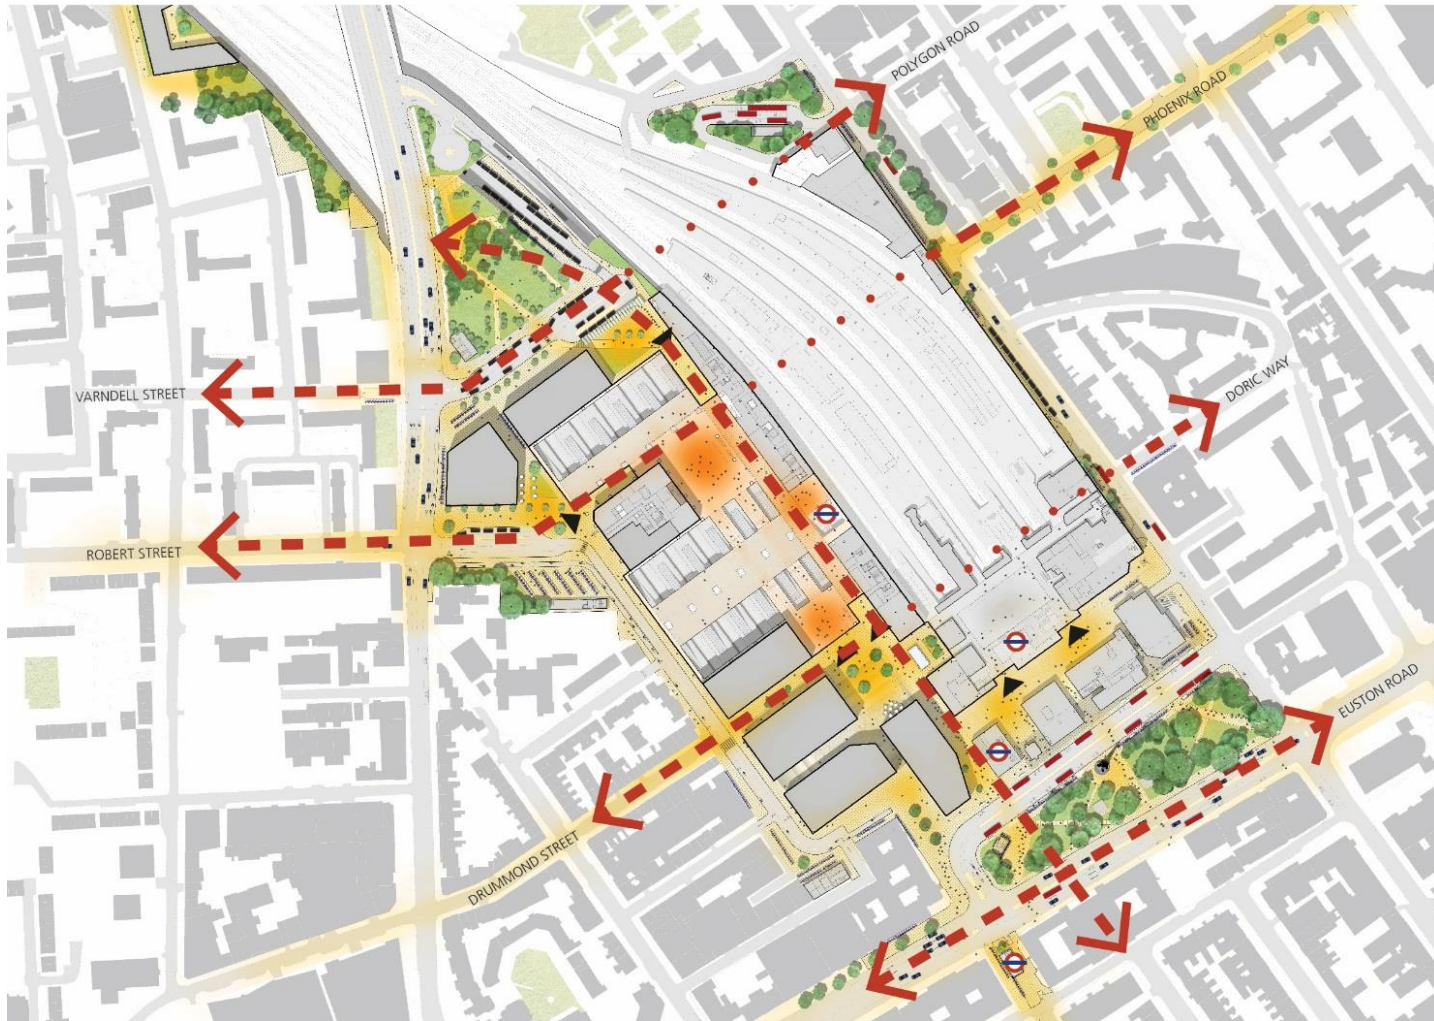 POLYGON ROAD
PHOENIX ROAD
DORIC WAY
VARNDELL STREET
ROBERT STREET
EUSTON ROAD
DRUMMOND STREET